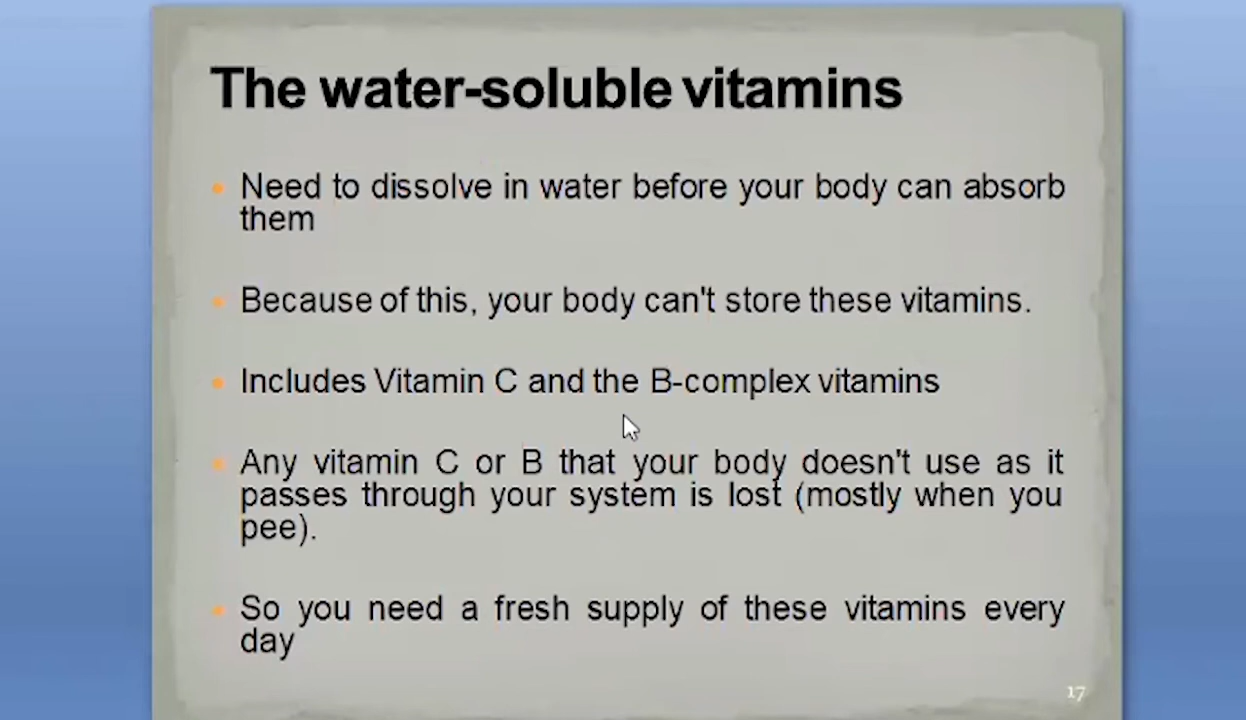 The water-soluble vitamins
Need to dissolve in water before your body can absorb
them
Because of this, your body can't store these vitamins.
Includes Vitamin C and the B-complex vitamins
Any vitamin C or B that your body doesn't use as it
passes through your system is lost (mostly when you
pee).
So you need a fresh supply of these vitamins every
day
17